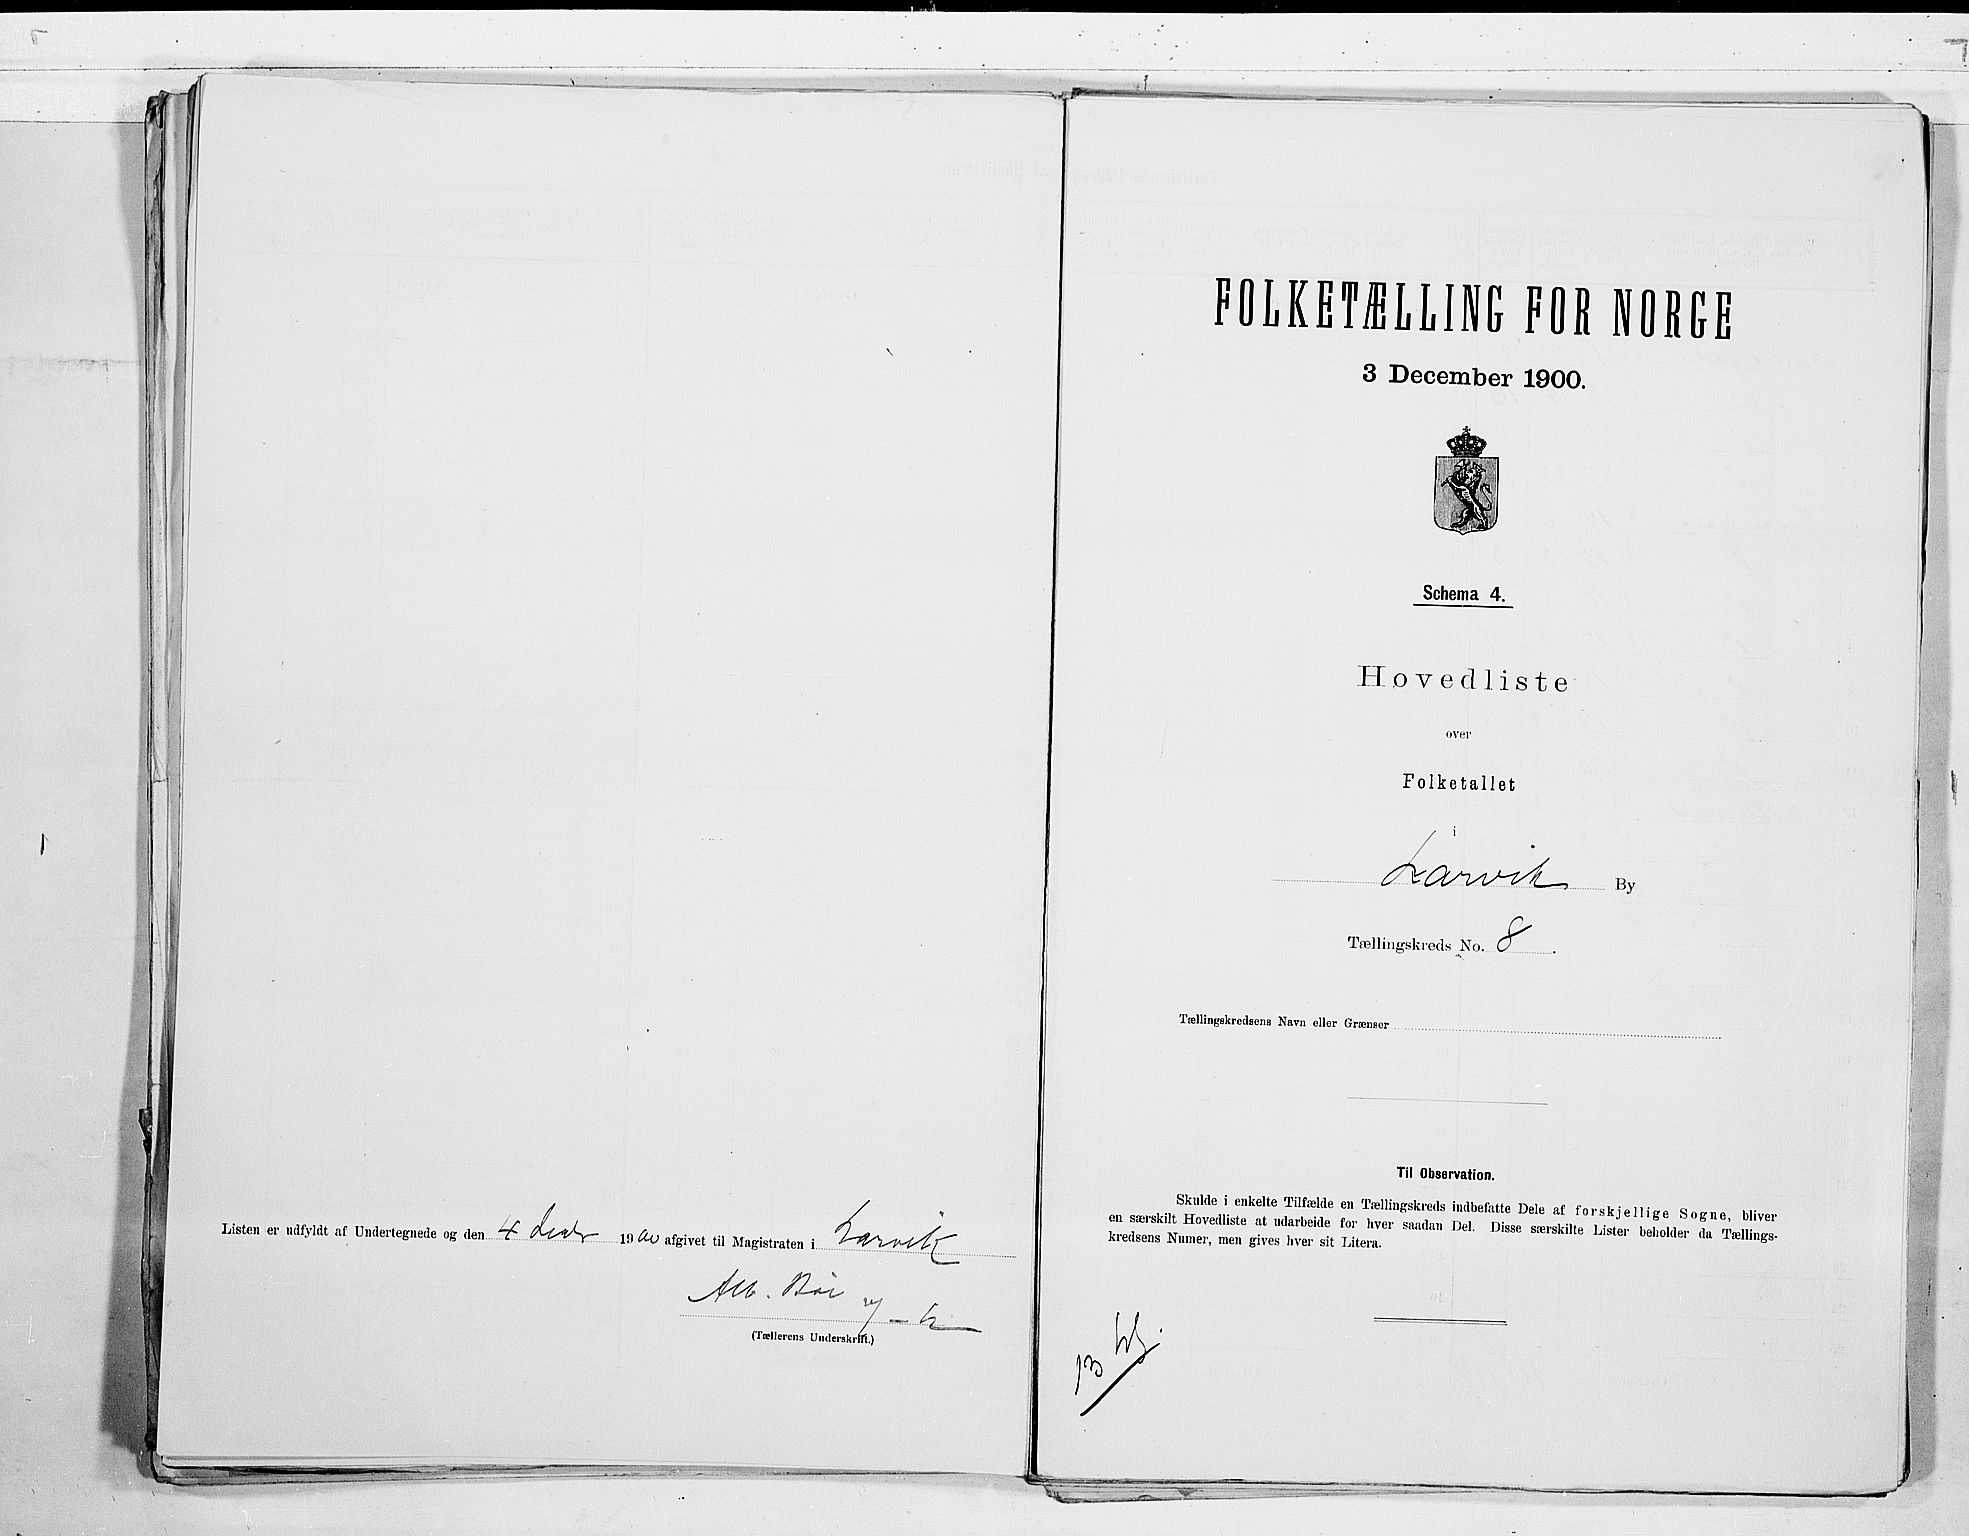 Listen er udfyldt af Undertegnede og den 4 Decbr 1900 afgivet til Magistraten i Larvik
Alb. Bøe
(Tællerens Underskrift.)
FOLKETÆLLING FOR NORGE
3 December 1900.
Schema 4.
Hovedliste
over
Folketallet
i
Larvik By
Tællingskreds No. 8.
Tællingskredsens Navn eller Grænser
Til Observation.
Skulde i enkelte Tilfælde en Tællingskreds indbefatte Dele af forskjellige Sogne, bliver
en særskilt Hovedliste at udarbeide for hver saadan Del. Disse særskilte Lister beholder da Tællings-
kredsens Numer, men gives hver sit Litera.
13